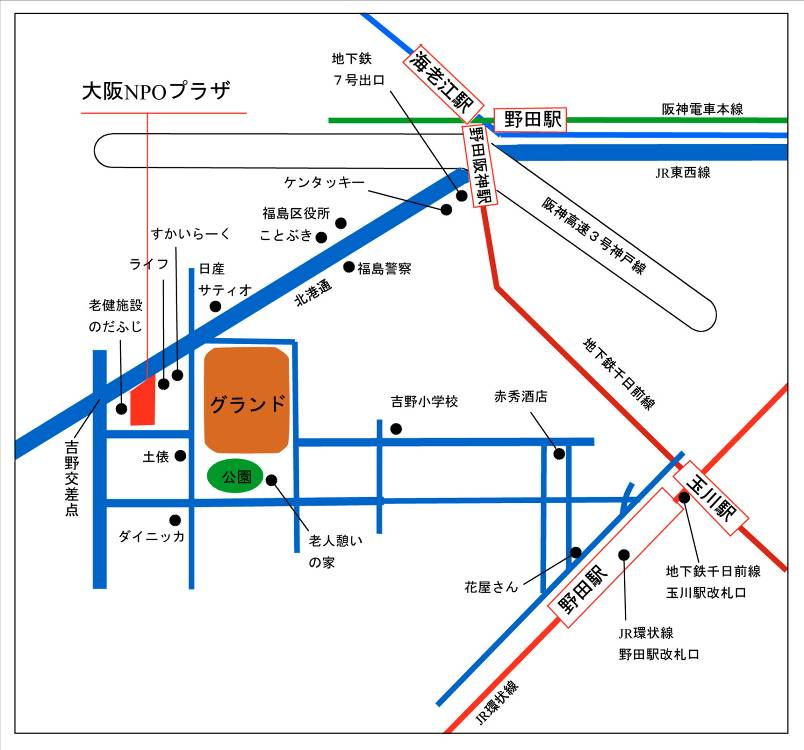 地下鉄
７号出口
海老江駅
大阪NPOプラザ
野田駅
阪神電車本線
野田阪神駅
JR東西線
ケンタッキー
福島区役所
ことぶき
阪神高速３号神戸線
すかいらーく
ライフ
日産
サティオ
福島警察
北港通
老健施設
のだふじ
地下鉄千日前線
グランド
吉野小学校
赤秀酒店
吉野交差点
土俵
公園
玉川駅
ダイニッカ
老人憩い
の家
花屋さん
野田駅
地下鉄千日前線
玉川駅改札口
JR環状線
野田駅改札口
JR環状線